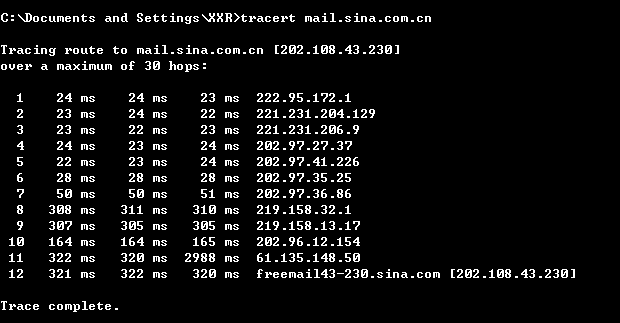 C:\Documents and Settings\XXR>tracert mail.sina.com.cn
Tracing route to mail.sina.com.cn [202.108.43.230]
over a maximum of 30 hops:
1 24 ms 24 ms 23 ms 222.95.172.1
2 23 ms 24 ms 22 ms 221.231.204.129
3 23 ms 22 ms 23 ms 221.231.206.9
4 24 ms 23 ms 24 ms 202.97.27.37
5 22 ms 23 ms 24 ms 202.97.41.226
6 28 ms 28 ms 28 ms 202.97.35.25
7 50 ms 50 ms 51 ms 202.97.36.86
8 308 ms 311 ms 310 ms 219.158.32.1
9 307 ms 305 ms 305 ms 219.158.13.17
10 164 ms 164 ms 165 ms 202.96.12.154
11 322 ms 320 ms 2988 ms 61.135.148.50
12 321 ms 322 ms 320 ms freemail43-230.sina.com [202.108.43.230]
Trace complete.